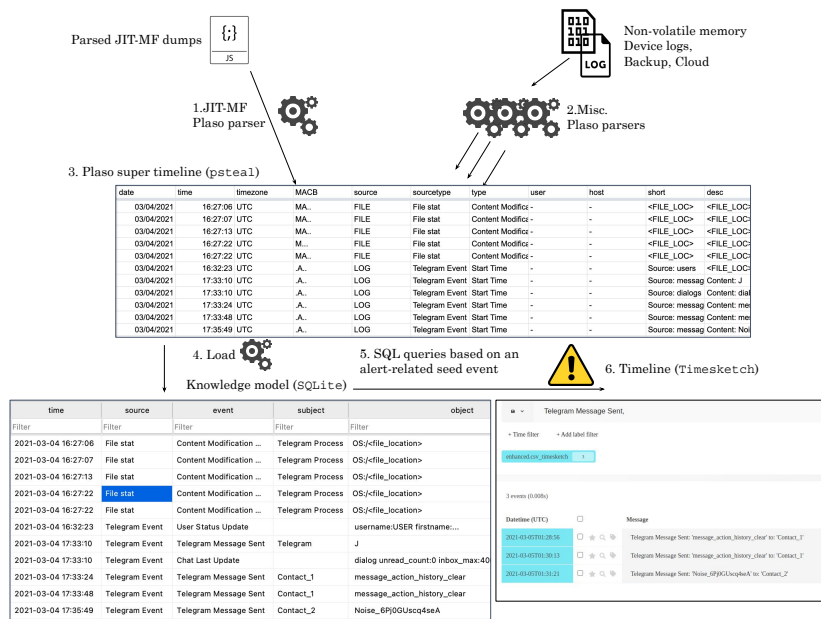 Parsed JIT-MF dumps
{;}
JS
010
101
010
LOG
Non-volatile memory
Device logs,
Backup, Cloud
1.JIT-MF
Plaso parser
2.Misc.
Plaso parsers
3. Plaso super timeline (psteal)
date time timezone MACB source sourcetype type user host short desc
03/04/2021 16:27:06 UTC MA.. FILE File stat Content Modifica - - <FILE_LOC> <FILE_LOC>
03/04/2021 16:27:07 UTC MA.. FILE File stat Content Modifica - - <FILE_LOC> <FILE_LOC>
03/04/2021 16:27:13 UTC MA.. FILE File stat Content Modifica - - <FILE_LOC> <FILE_LOC>
03/04/2021 16:27:22 UTC M... FILE File stat Content Modifica - - <FILE_LOC> <FILE_LOC>
03/04/2021 16:27:22 UTC MA.. FILE File stat Content Modifica - - <FILE_LOC> <FILE_LOC>
03/04/2021 16:32:23 UTC .A.. LOG Telegram Event Start Time - - Source: users <FILE_LOC>
03/04/2021 17:33:10 UTC .A.. LOG Telegram Event Start Time - - Source: messag Content: J
03/04/2021 17:33:10 UTC .A.. LOG Telegram Event Start Time - - Source: dialogs Content: dial
03/04/2021 17:33:24 UTC .A.. LOG Telegram Event Start Time - - Source: messag Content: mes
03/04/2021 17:33:48 UTC .A.. LOG Telegram Event Start Time - - Source: messag Content: mes
03/04/2021 17:35:49 UTC .A.. LOG Telegram Event Start Time - - Source: messag Content: Noi
4. Load
5. SQL queries based on an
alert-related seed event
6. Timeline (Timesketch)
Knowledge model (SQLite)
time source event subject object
Filter Filter Filter Filter Filter
2021-03-04 16:27:06 File stat Content Modification ... Telegram Process OS:/<file_location>
2021-03-04 16:27:07 File stat Content Modification ... Telegram Process OS:/<file_location>
2021-03-04 16:27:13 File stat Content Modification ... Telegram Process OS:/<file_location>
2021-03-04 16:27:22 File stat Content Modification ... Telegram Process OS:/<file_location>
2021-03-04 16:27:22 File stat Content Modification ... Telegram Process OS:/<file_location>
2021-03-04 16:32:23 Telegram Event User Status Update username:USER firstname:...
2021-03-04 17:33:10 Telegram Event Telegram Message Sent Telegram J
2021-03-04 17:33:10 Telegram Event Chat Last Update dialog unread_count:0 inbox_max:40
2021-03-04 17:33:24 Telegram Event Telegram Message Sent Contact_1 message_action_history_clear
2021-03-04 17:33:48 Telegram Event Telegram Message Sent Contact_1 message_action_history_clear
2021-03-04 17:35:49 Telegram Event Telegram Message Sent Contact_2 Noise_6Pj0GUscq4seA
Telegram Message Sent,
+ Time filter + Add label filter
enhanced.csv_timesketch 3
3 events (0.008s)
Datetime (UTC) Message
2021-03-05T01:28:56 Telegram Message Sent: 'message_action_history_clear' to: 'Contact_1'
2021-03-05T01:30:13 Telegram Message Sent: 'message_action_history_clear' to: 'Contact_1'
2021-03-05T01:31:21 Telegram Message Sent: 'Noise_6Pj0GUscq4seA' to: 'Contact_2'